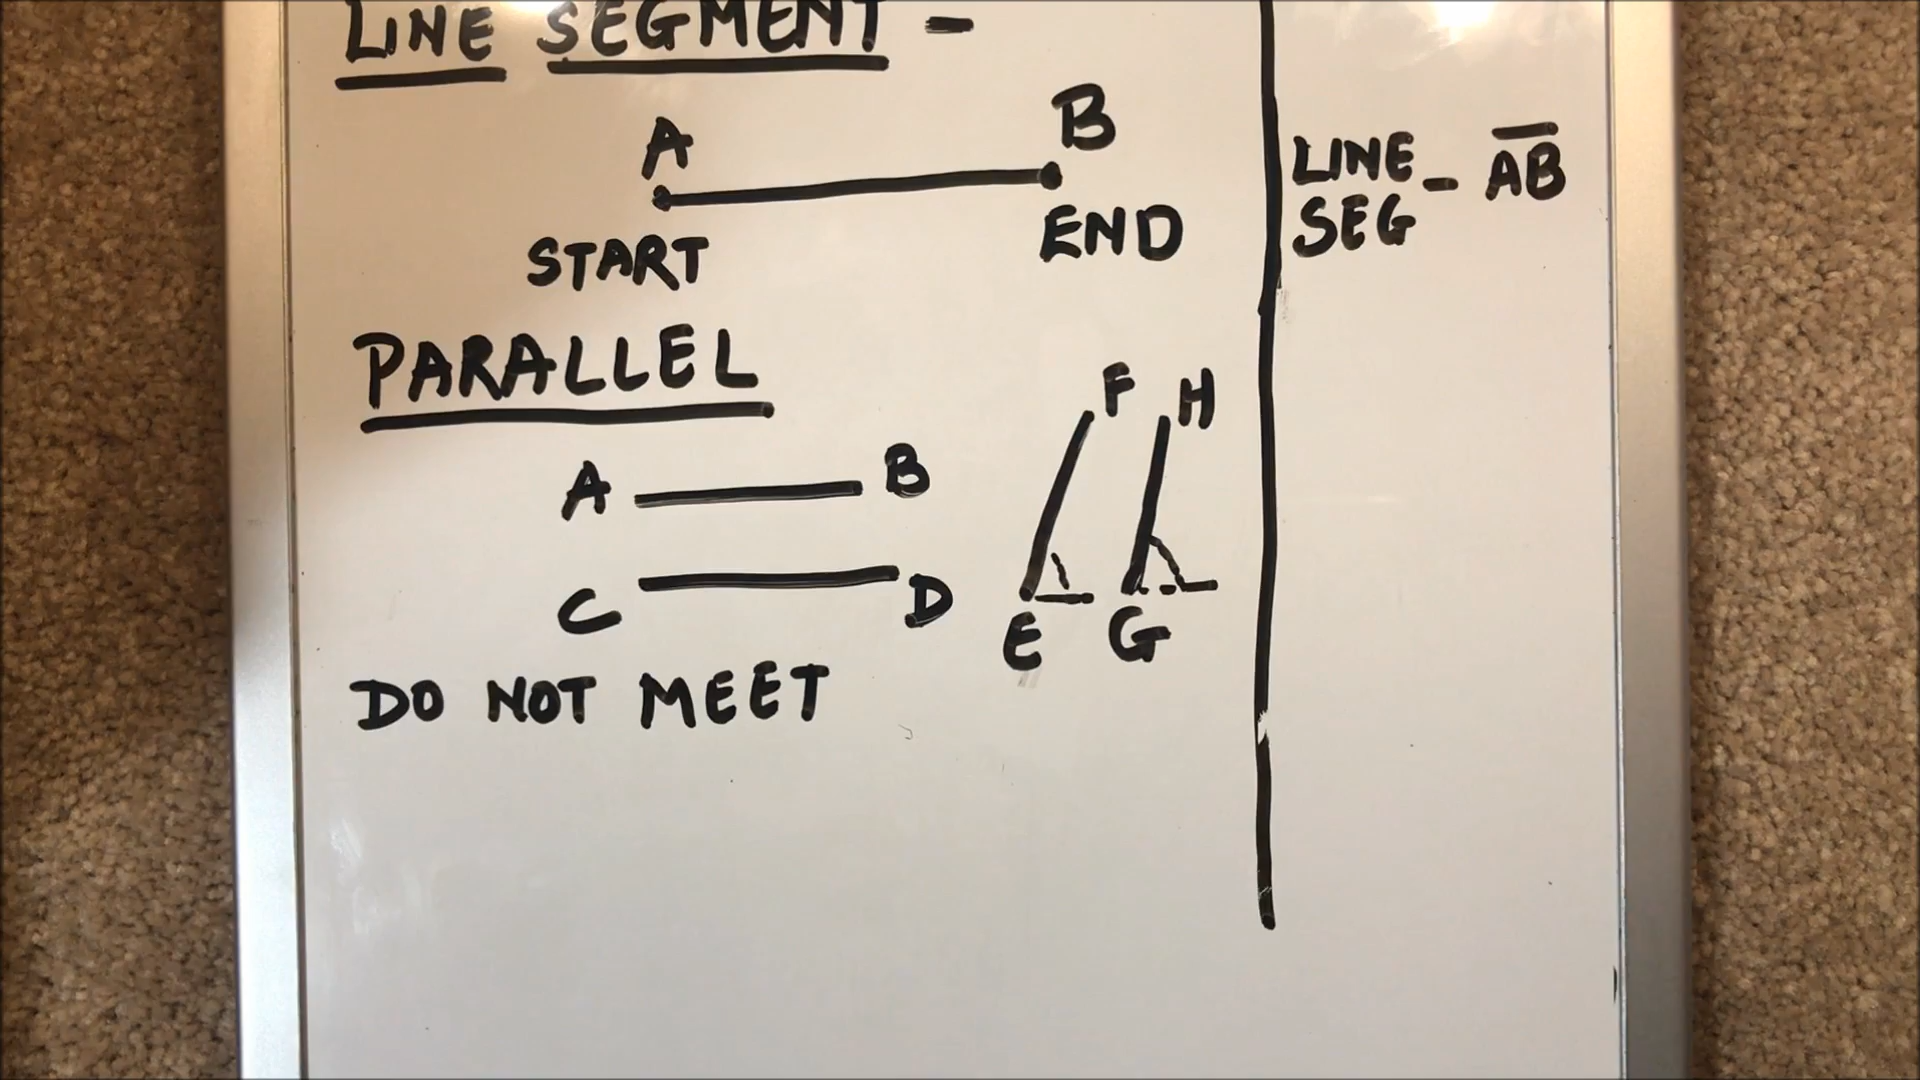 LINE SEGMENT -
A B
START END
LINE
SEG - AB
PARALLEL
A B
C D
F H
E G
DO NOT MEET